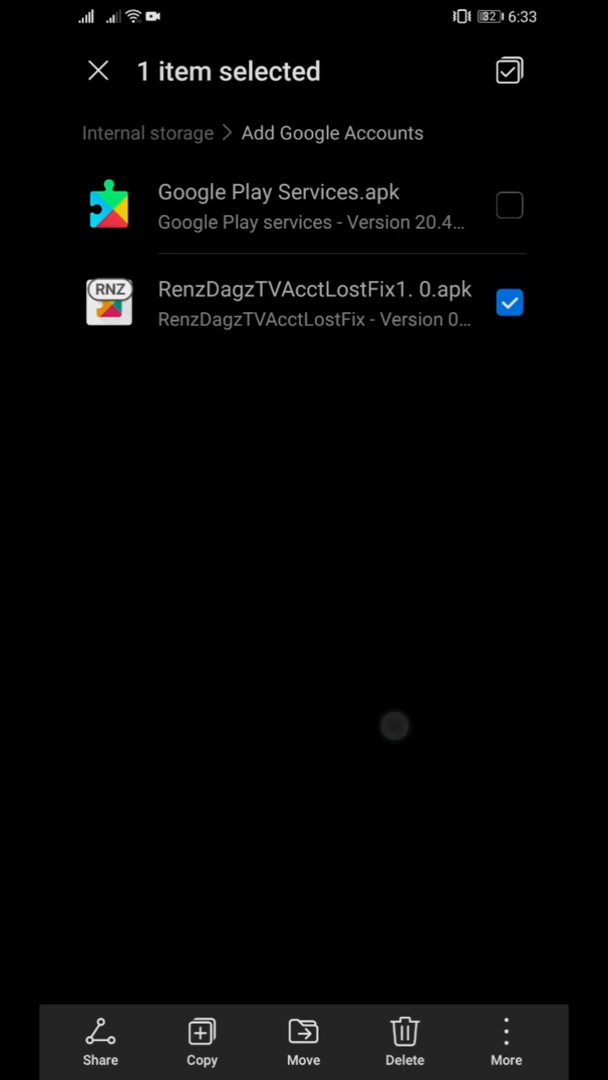 32 6:33
1 item selected
Internal storage > Add Google Accounts
Google Play Services.apk
Google Play services - Version 20.4...
RNZ
RenzDagzTVAcctLostFix1. 0.apk
RenzDagzTVAcctLostFix - Version 0...
Share Copy Move Delete More